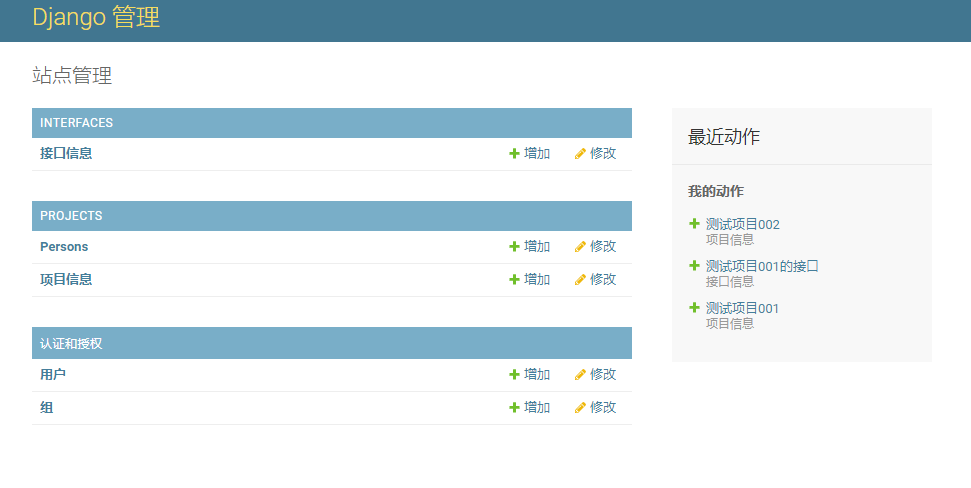 Django 管理
站点管理
INTERFACES
接口信息 增加 修改
PROJECTS
Persons 增加 修改
项目信息 增加 修改
认证和授权
用户 增加 修改
组 增加 修改
最近动作
我的动作
测试项目002
项目信息
测试项目001的接口
接口信息
测试项目001
项目信息